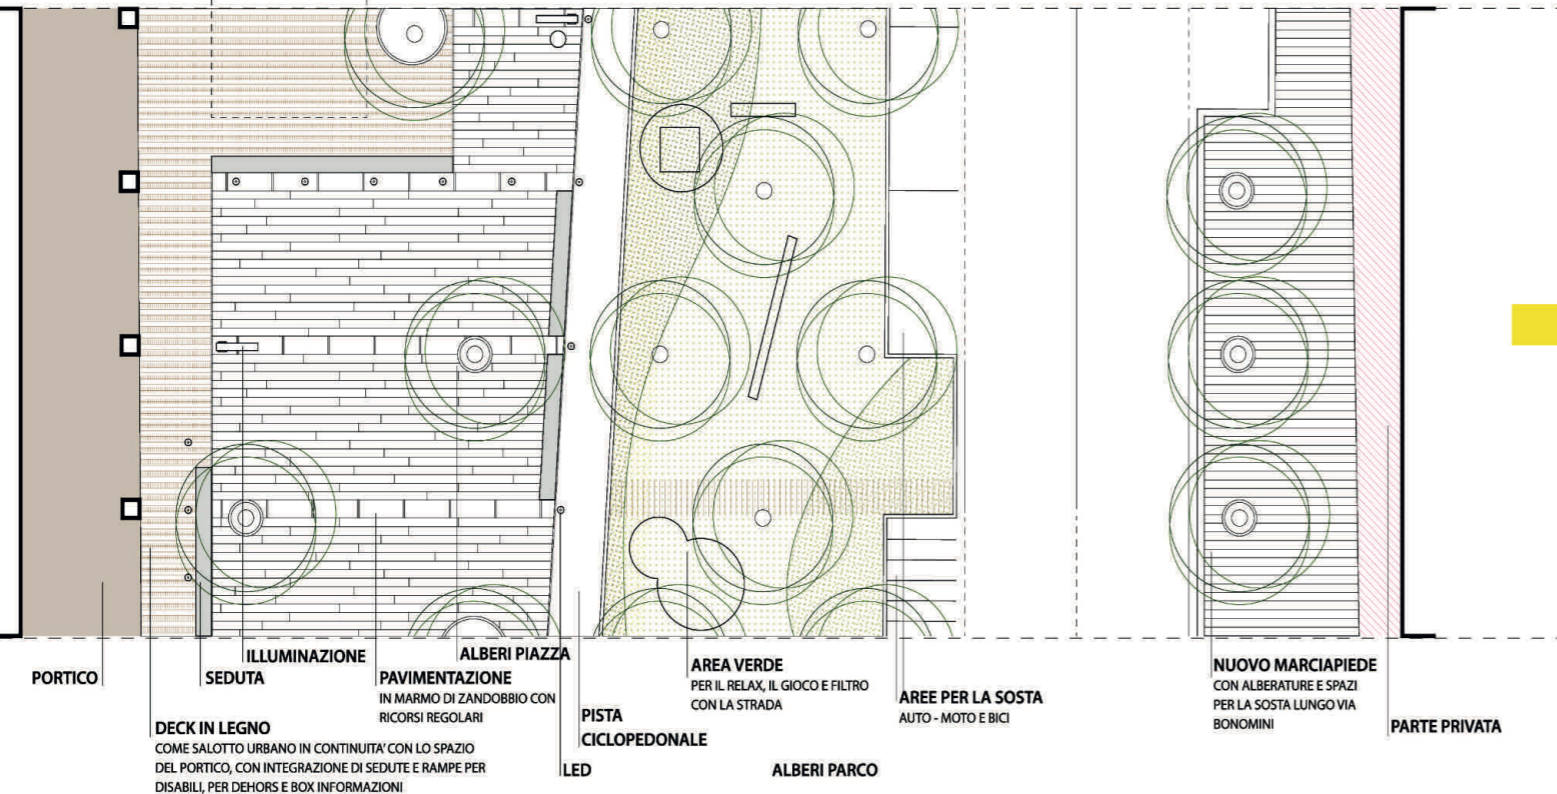 PORTICO
DECK IN LEGNO
COME SALOTTO URBANO IN CONTINUITA' CON LO SPAZIO
DEL PORTICO, CON INTEGRAZIONE DI SEDUTE E RAMPE PER
DISABILI, PER DEHORS E BOX INFORMAZIONI
SEDUTA
ILLUMINAZIONE
PAVIMENTAZIONE
IN MARMO DI ZANDOBBIO CON
RICORSI REGOLARI
ALBERI PIAZZA
LED
PISTA
CICLOPEDONALE
AREA VERDE
PER IL RELAX, IL GIOCO E FILTRO
CON LA STRADA
ALBERI PARCO
AREE PER LA SOSTA
AUTO - MOTO E BICI
NUOVO MARCIAPIEDE
CON ALBERATURE E SPAZI
PER LA SOSTA LUNGO VIA
BONOMINI
PARTE PRIVATA